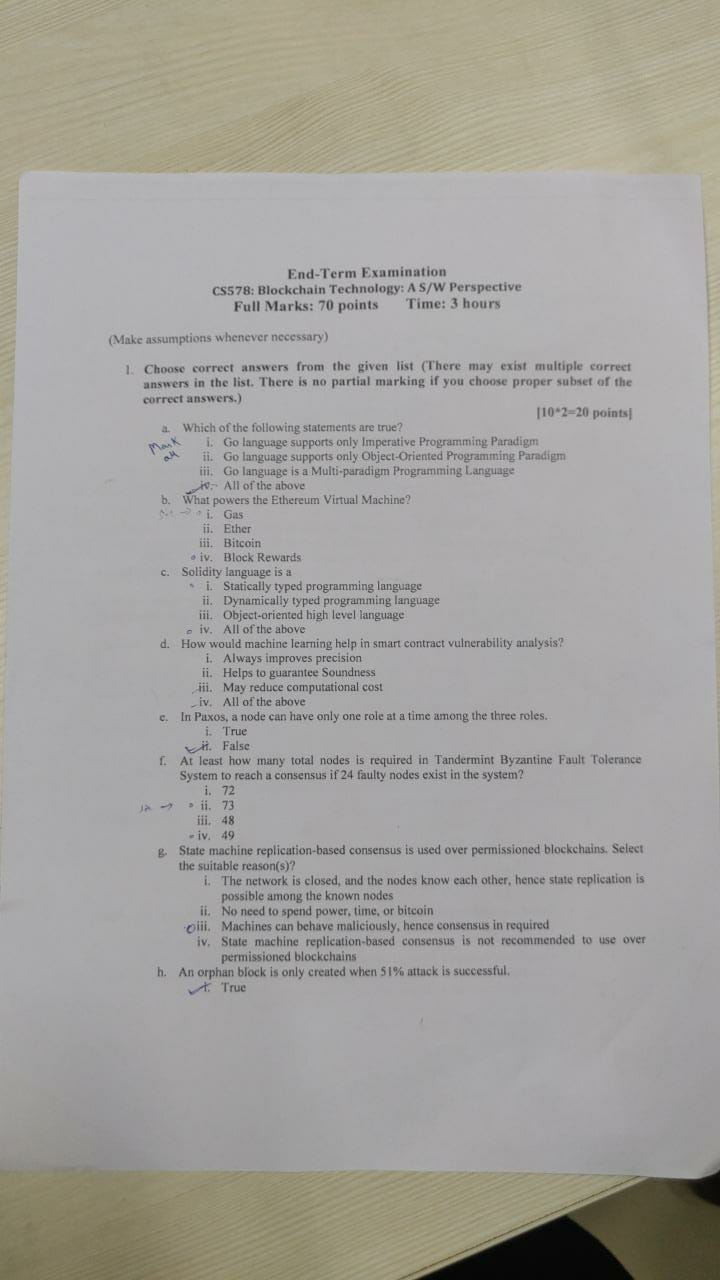 End-Term Examination
CS578: Blockchain Technology: A S/W Perspective
Full Marks: 70 points Time: 3 hours
(Make assumptions whenever necessary)
1. Choose correct answers from the given list (There may exist multiple correct
answers in the list. There is no partial marking if you choose proper subset of the
correct answers.)
[10*2=20 points]
a. Which of the following statements are true?
Mark i. Go language supports only Imperative Programming Paradigm
all ii. Go language supports only Object-Oriented Programming Paradigm
iii. Go language is a Multi-paradigm Programming Language
iv. All of the above
b. What powers the Ethereum Virtual Machine?
i. Gas
ii. Ether
iii. Bitcoin
iv. Block Rewards
c. Solidity language is a
i. Statically typed programming language
ii. Dynamically typed programming language
iii. Object-oriented high level language
iv. All of the above
d. How would machine learning help in smart contract vulnerability analysis?
i. Always improves precision
ii. Helps to guarantee Soundness
iii. May reduce computational cost
iv. All of the above
e. In Paxos, a node can have only one role at a time among the three roles.
i. True
ii. False
f. At least how many total nodes is required in Tandermint Byzantine Fault Tolerance
System to reach a consensus if 24 faulty nodes exist in the system?
i. 72
→ ii. 73
iii. 48
iv. 49
g. State machine replication-based consensus is used over permissioned blockchains. Select
the suitable reason(s)?
i. The network is closed, and the nodes know each other, hence state replication is
possible among the known nodes
ii. No need to spend power, time, or bitcoin
iii. Machines can behave maliciously, hence consensus in required
iv. State machine replication-based consensus is not recommended to use over
permissioned blockchains
h. An orphan block is only created when 51% attack is successful.
i. True